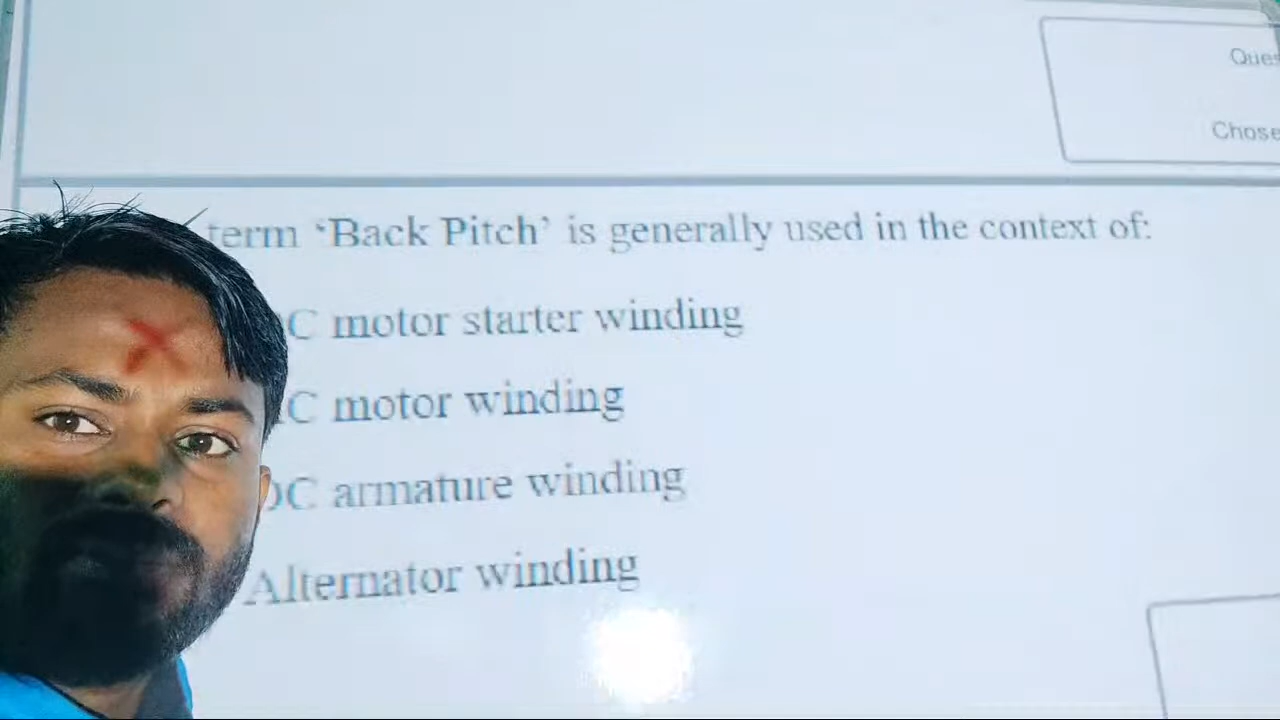 Ques
Chose
term ‘Back Pitch’ is generally used in the context of:
C motor starter winding
C motor winding
DC armature winding
Alternator winding